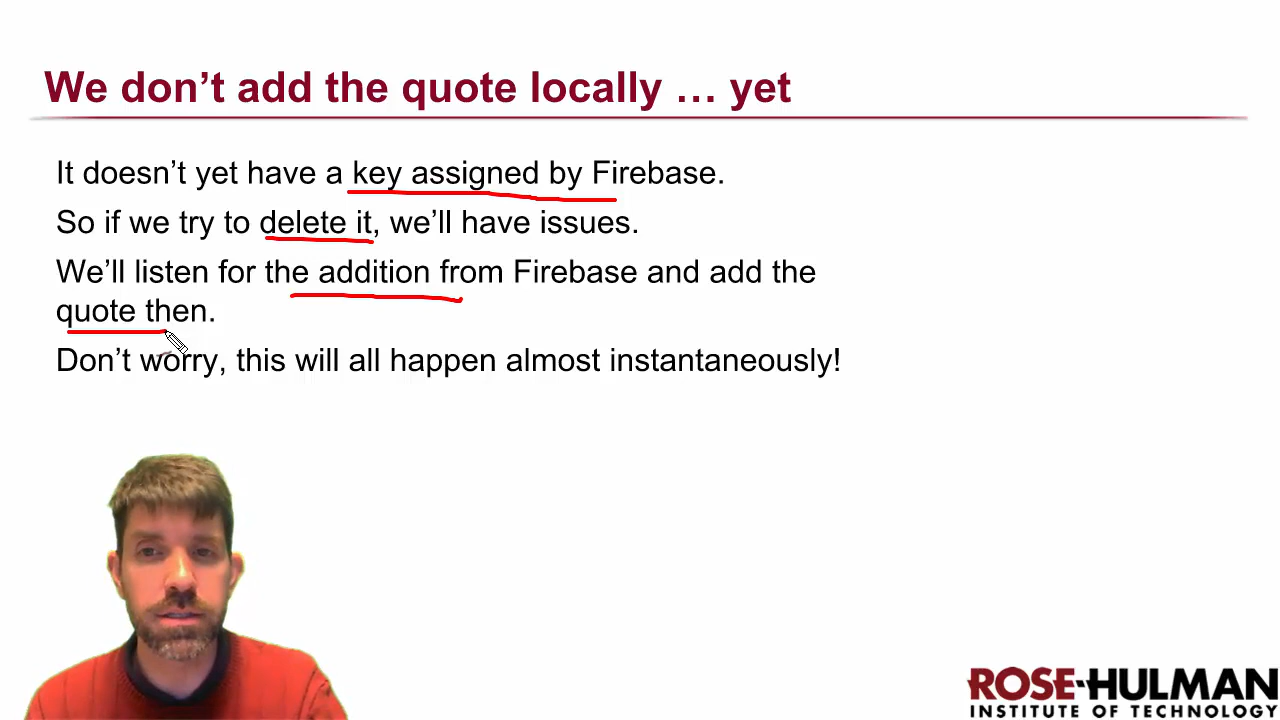 We don’t add the quote locally … yet
It doesn’t yet have a key assigned by Firebase.
So if we try to delete it, we’ll have issues.
We’ll listen for the addition from Firebase and add the
quote then.
Don’t worry, this will all happen almost instantaneously!
ROSE-HULMAN
INSTITUTE OF TECHNOLOGY